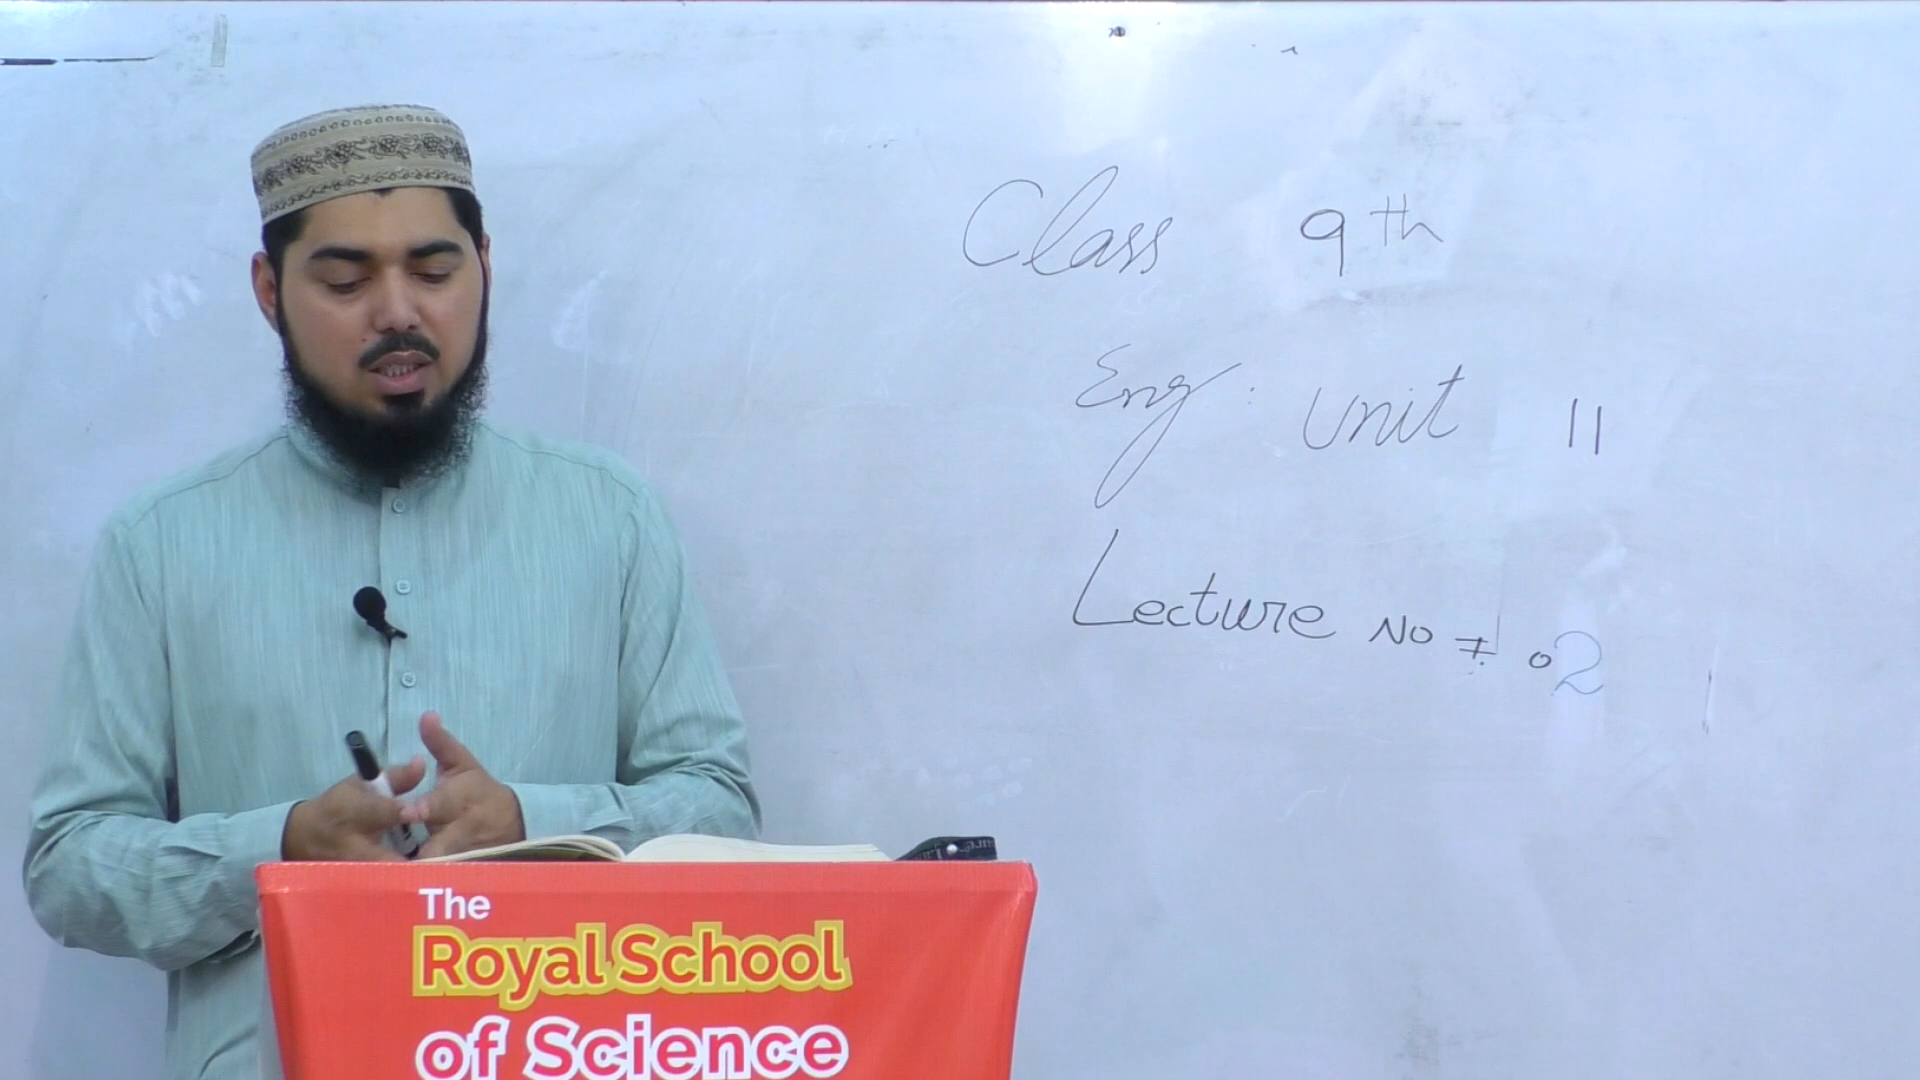 Class 9th
Eng: Unit 11
Lecture No # 02
The
Royal School
of Science